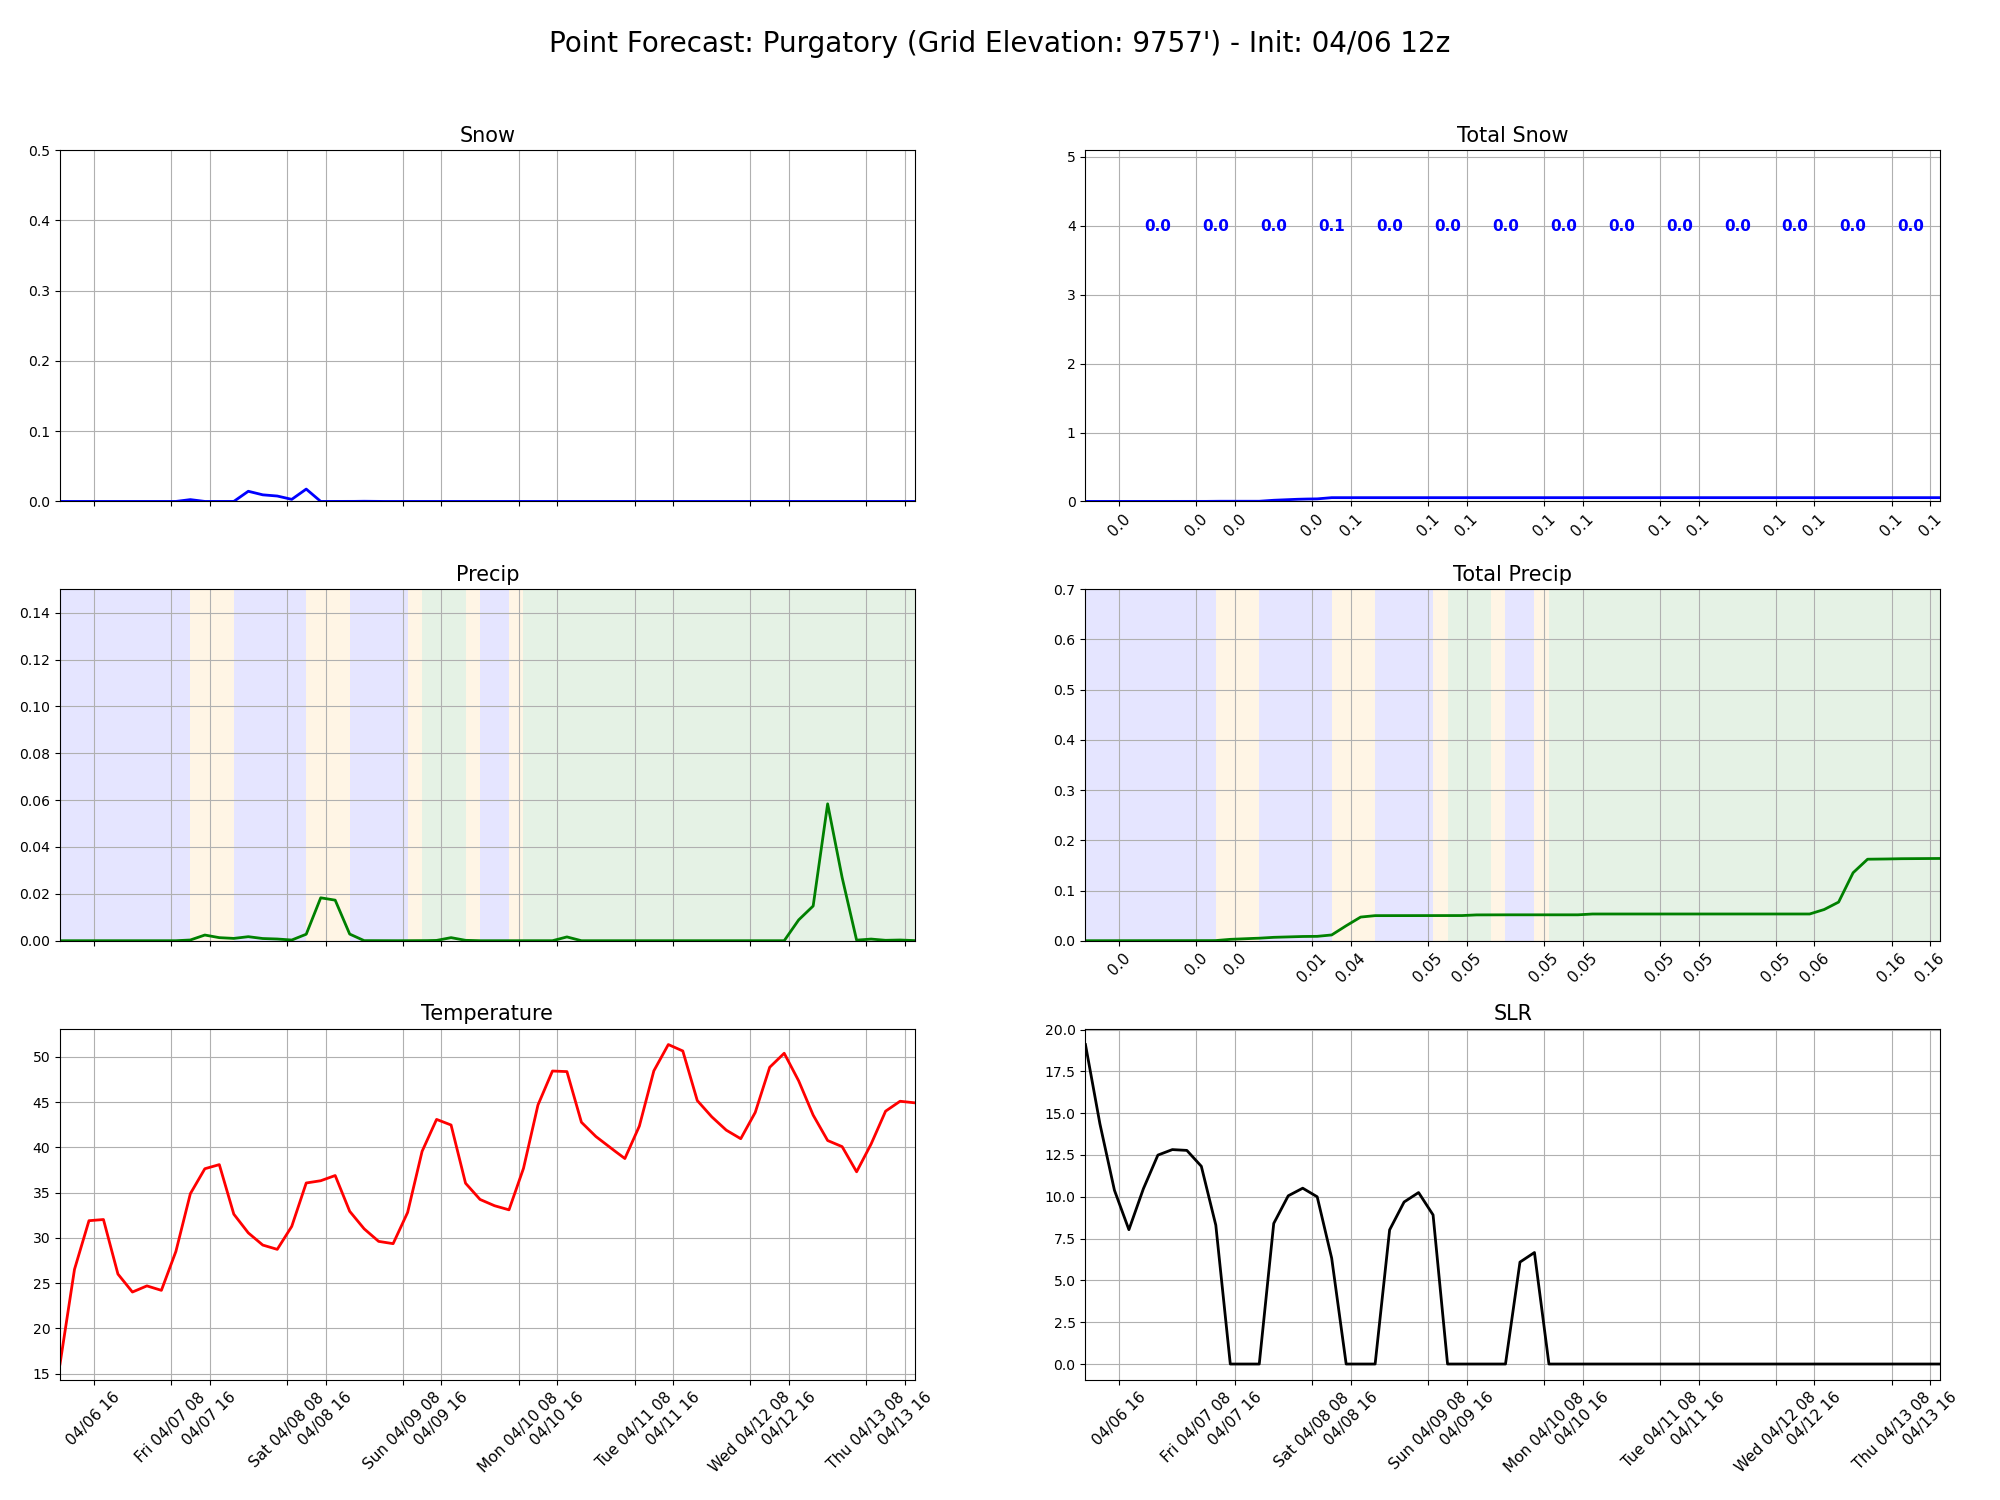 Point Forecast: Purgatory (Grid Elevation: 9757') - Init: 04/06 12z
Snow
0.5
0.4
0.3
0.2
0.1
0.0
Total Snow
5
4
3
2
1
0
0.0 0.0 0.0 0.1 0.0 0.0 0.0 0.0 0.0 0.0 0.0 0.0 0.0 0.0
0.0 0.0 0.0 0.0 0.1 0.1 0.1 0.1 0.1 0.1 0.1 0.1 0.1 0.1 0.1
Precip
0.14
0.12
0.10
0.08
0.06
0.04
0.02
0.00
Total Precip
0.7
0.6
0.5
0.4
0.3
0.2
0.1
0.0
0.0 0.0 0.0 0.01 0.04 0.05 0.05 0.05 0.05 0.05 0.05 0.05 0.06 0.16 0.16
Temperature
50
45
40
35
30
25
20
15
04/06 16
Fri 04/07 08
04/07 16
Sat 04/08 08
04/08 16
Sun 04/09 08
04/09 16
Mon 04/10 08
04/10 16
Tue 04/11 08
04/11 16
Wed 04/12 08
04/12 16
Thu 04/13 08
04/13 16
SLR
20.0
17.5
15.0
12.5
10.0
7.5
5.0
2.5
0.0
04/06 16
Fri 04/07 08
04/07 16
Sat 04/08 08
04/08 16
Sun 04/09 08
04/09 16
Mon 04/10 08
04/10 16
Tue 04/11 08
04/11 16
Wed 04/12 08
04/12 16
Thu 04/13 08
04/13 16